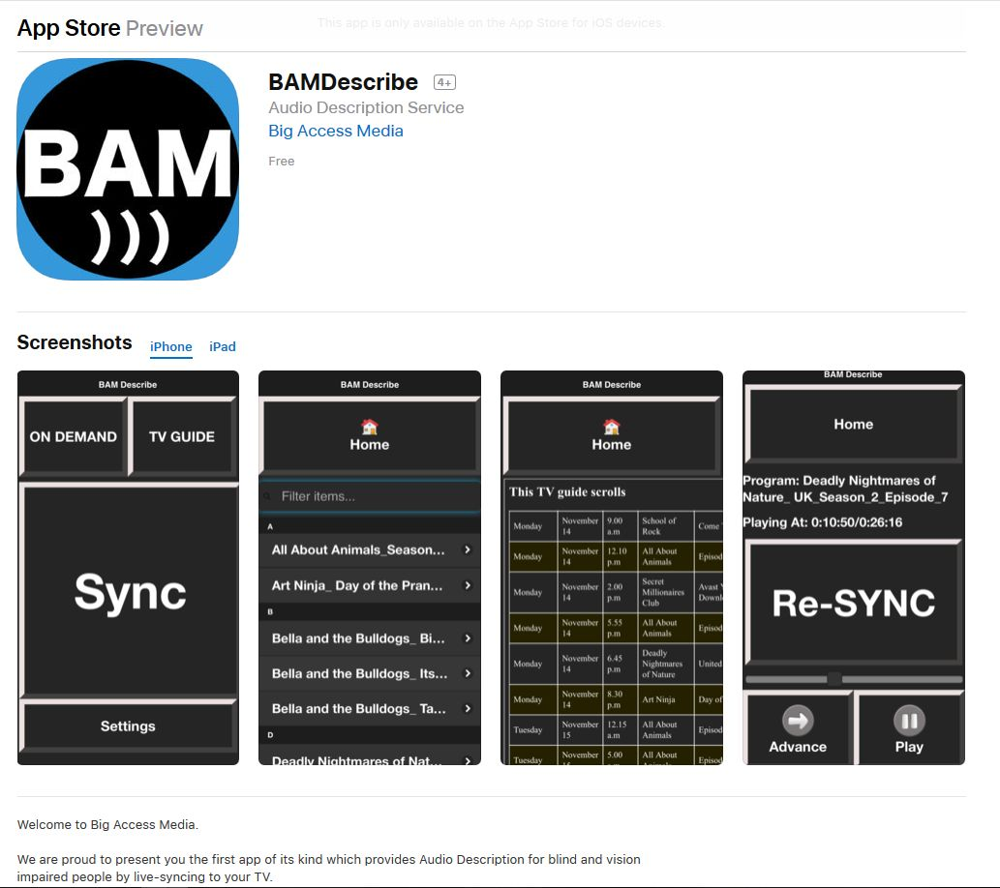 This app is only available on the App Store for iOS devices.
App Store Preview
BAM
)))
BAMDescribe 4+
Audio Description Service
Big Access Media
Free
Screenshots iPhone iPad
BAM Describe
ON DEMAND TV GUIDE
Sync
Settings
BAM Describe
Home
Filter items...
A
All About Animals_Season...
Art Ninja_ Day of the Pran...
B
Bella and the Bulldogs_ Bi...
Bella and the Bulldogs_ Its...
Bella and the Bulldogs_ Ta...
D
Deadly Nightmares of Nat...
BAM Describe
Home
This TV guide scrolls
Monday November 14 9.00 a.m School of Rock Come
Monday November 14 12.10 p.m All About Animals Episod
Monday November 14 2.00 p.m Secret Millionaires Club Avast Downl
Monday November 14 5.55 p.m All About Animals Episod
Monday November 14 6.45 p.m Deadly Nightmares of Nature United
Monday November 14 8.30 p.m Art Ninja Day of
Tuesday November 15 12.15 a.m All About Animals Episod
Tuesday November 5.00 All About Episod
BAM Describe
Home
Program: Deadly Nightmares of
Nature_ UK_Season_2_Episode_7
Playing At: 0:10:50/0:26:16
Re-SYNC
Advance Play
Welcome to Big Access Media.
We are proud to present you the first app of its kind which provides Audio Description for blind and vision
impaired people by live-syncing to your TV.